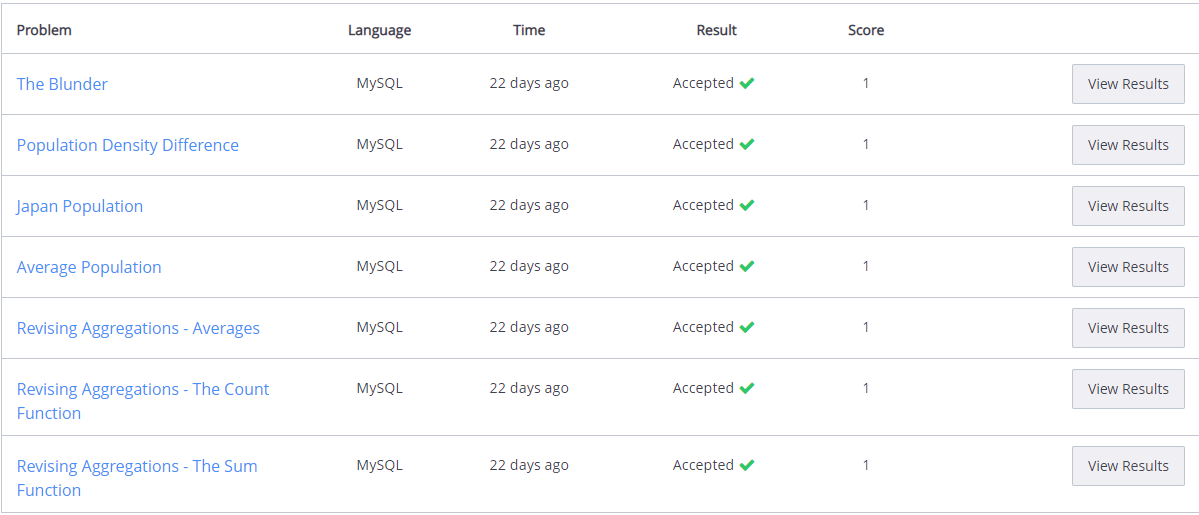 Problem Language Time Result Score
The Blunder MySQL 22 days ago Accepted 1 View Results
Population Density Difference MySQL 22 days ago Accepted 1 View Results
Japan Population MySQL 22 days ago Accepted 1 View Results
Average Population MySQL 22 days ago Accepted 1 View Results
Revising Aggregations - Averages MySQL 22 days ago Accepted 1 View Results
Revising Aggregations - The Count MySQL 22 days ago Accepted 1 View Results
Function
Revising Aggregations - The Sum MySQL 22 days ago Accepted 1 View Results
Function